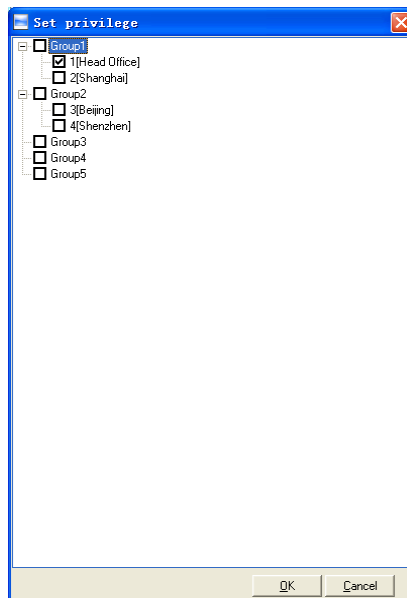 Set privilege
Group1
1[Head Office]
2[Shanghai]
Group2
3[Beijing]
4[Shenzhen]
Group3
Group4
Group5
OK Cancel